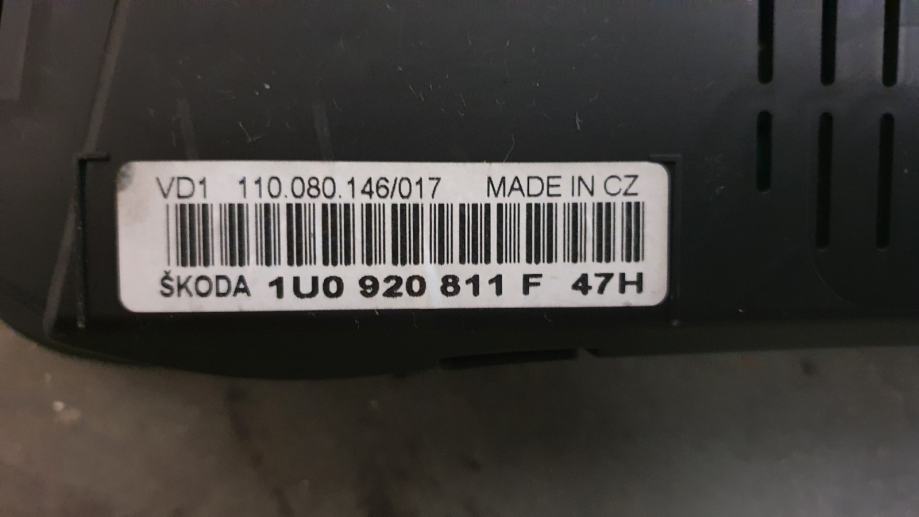 VD1 110.080.146/017 MADE IN CZ
ŠKODA 1U0 920 811 F 47H